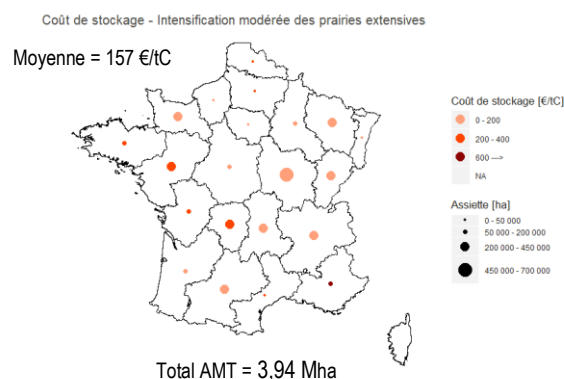 Coût de stockage - Intensification modérée des prairies extensives
Moyenne = 157 €/tC
Coût de stockage [€/tC]
0 - 200
200 - 400
600 --->
NA
Assiette [ha]
0 - 50 000
50 000 - 200 000
200 000 - 450 000
450 000 - 700 000
Total AMT = 3,94 Mha